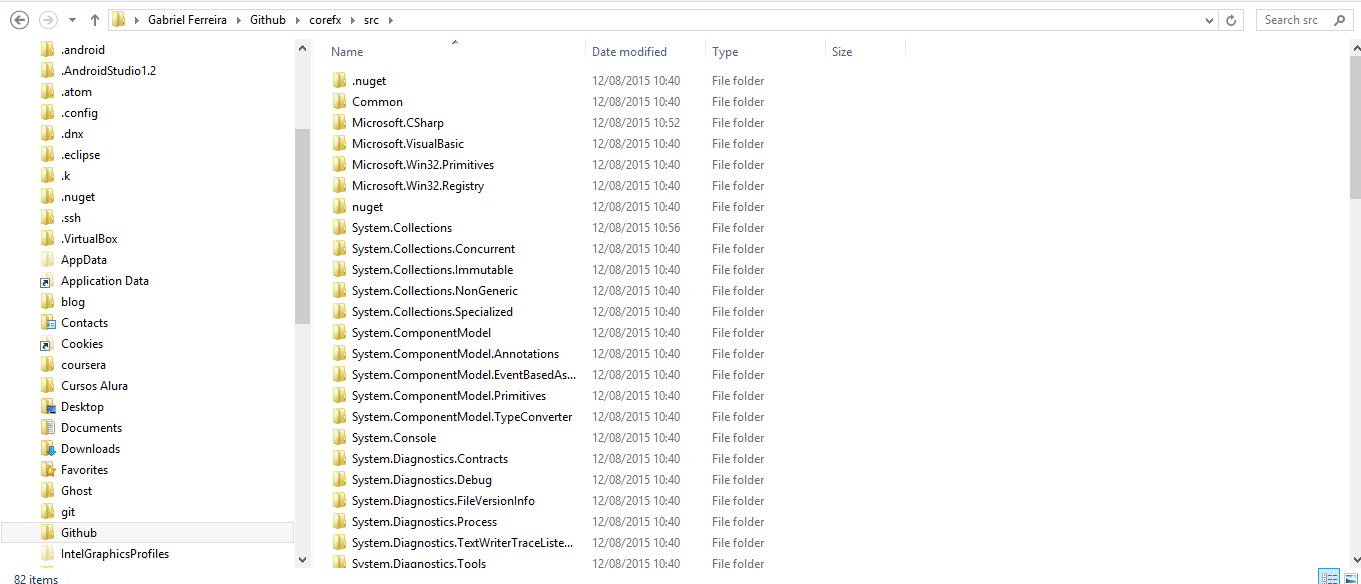 Gabriel Ferreira Github corefx src Search src
.android
.AndroidStudio1.2
.atom
.config
.dnx
.eclipse
.k
.nuget
.ssh
.VirtualBox
AppData
Application Data
blog
Contacts
Cookies
coursera
Cursos Alura
Desktop
Documents
Downloads
Favorites
Ghost
git
Github
IntelGraphicsProfiles
Name Date modified Type Size
.nuget 12/08/2015 10:40 File folder
Common 12/08/2015 10:40 File folder
Microsoft.CSharp 12/08/2015 10:52 File folder
Microsoft.VisualBasic 12/08/2015 10:40 File folder
Microsoft.Win32.Primitives 12/08/2015 10:40 File folder
Microsoft.Win32.Registry 12/08/2015 10:40 File folder
nuget 12/08/2015 10:40 File folder
System.Collections 12/08/2015 10:56 File folder
System.Collections.Concurrent 12/08/2015 10:40 File folder
System.Collections.Immutable 12/08/2015 10:40 File folder
System.Collections.NonGeneric 12/08/2015 10:40 File folder
System.Collections.Specialized 12/08/2015 10:40 File folder
System.ComponentModel 12/08/2015 10:40 File folder
System.ComponentModel.Annotations 12/08/2015 10:40 File folder
System.ComponentModel.EventBasedAs... 12/08/2015 10:40 File folder
System.ComponentModel.Primitives 12/08/2015 10:40 File folder
System.ComponentModel.TypeConverter 12/08/2015 10:40 File folder
System.Console 12/08/2015 10:40 File folder
System.Diagnostics.Contracts 12/08/2015 10:40 File folder
System.Diagnostics.Debug 12/08/2015 10:40 File folder
System.Diagnostics.FileVersionInfo 12/08/2015 10:40 File folder
System.Diagnostics.Process 12/08/2015 10:40 File folder
System.Diagnostics.TextWriterTraceListe... 12/08/2015 10:40 File folder
System.Diagnostics.Tools 12/08/2015 10:40 File folder
82 items